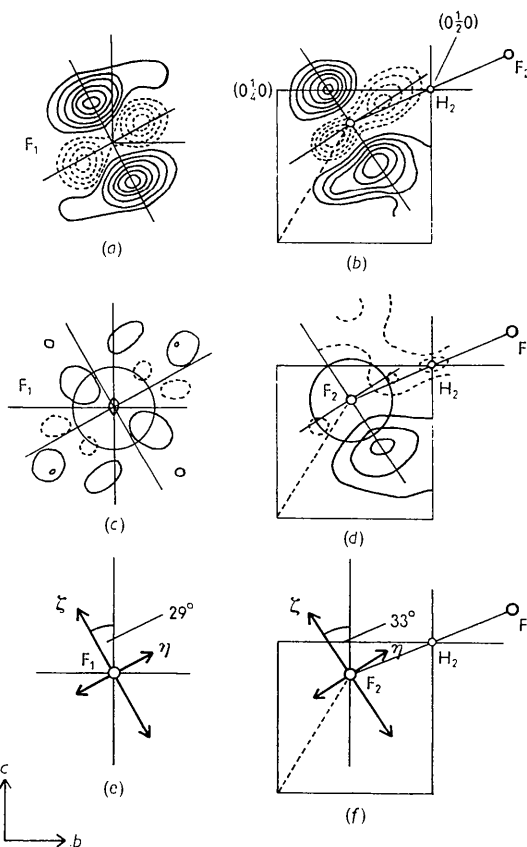 (0½0)
F₂
(0¼0)
F₁
H₂
(a)
(b)
F₁
F
F₂
H₂
(c)
(d)
ζ
29°
F₁
η
ζ
33°
η
F₂
F
H₂
(e)
(f)
c
b